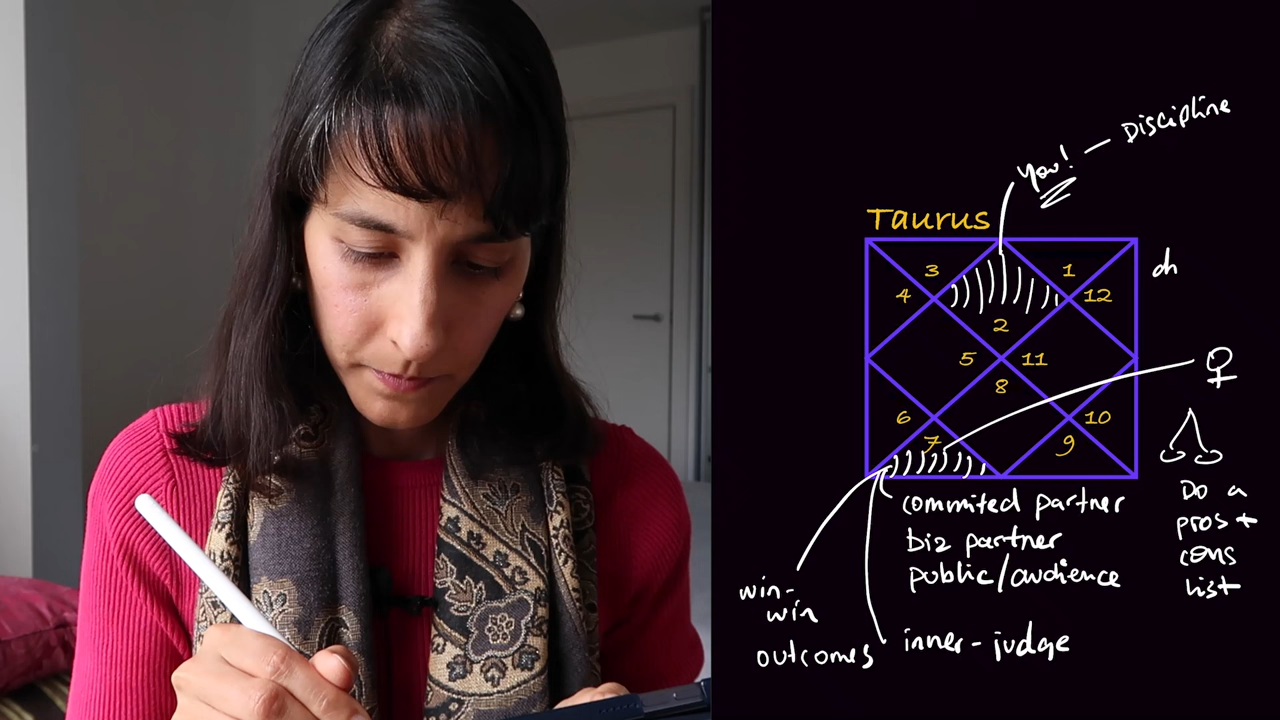 Discipline
You!
Taurus
3
1
4
12
2
5
11
8
6
10
7
9
♀
commited partner
biz partner
public/audience
Do a
pros +
cons
list
win-
win
outcomes
inner-judge